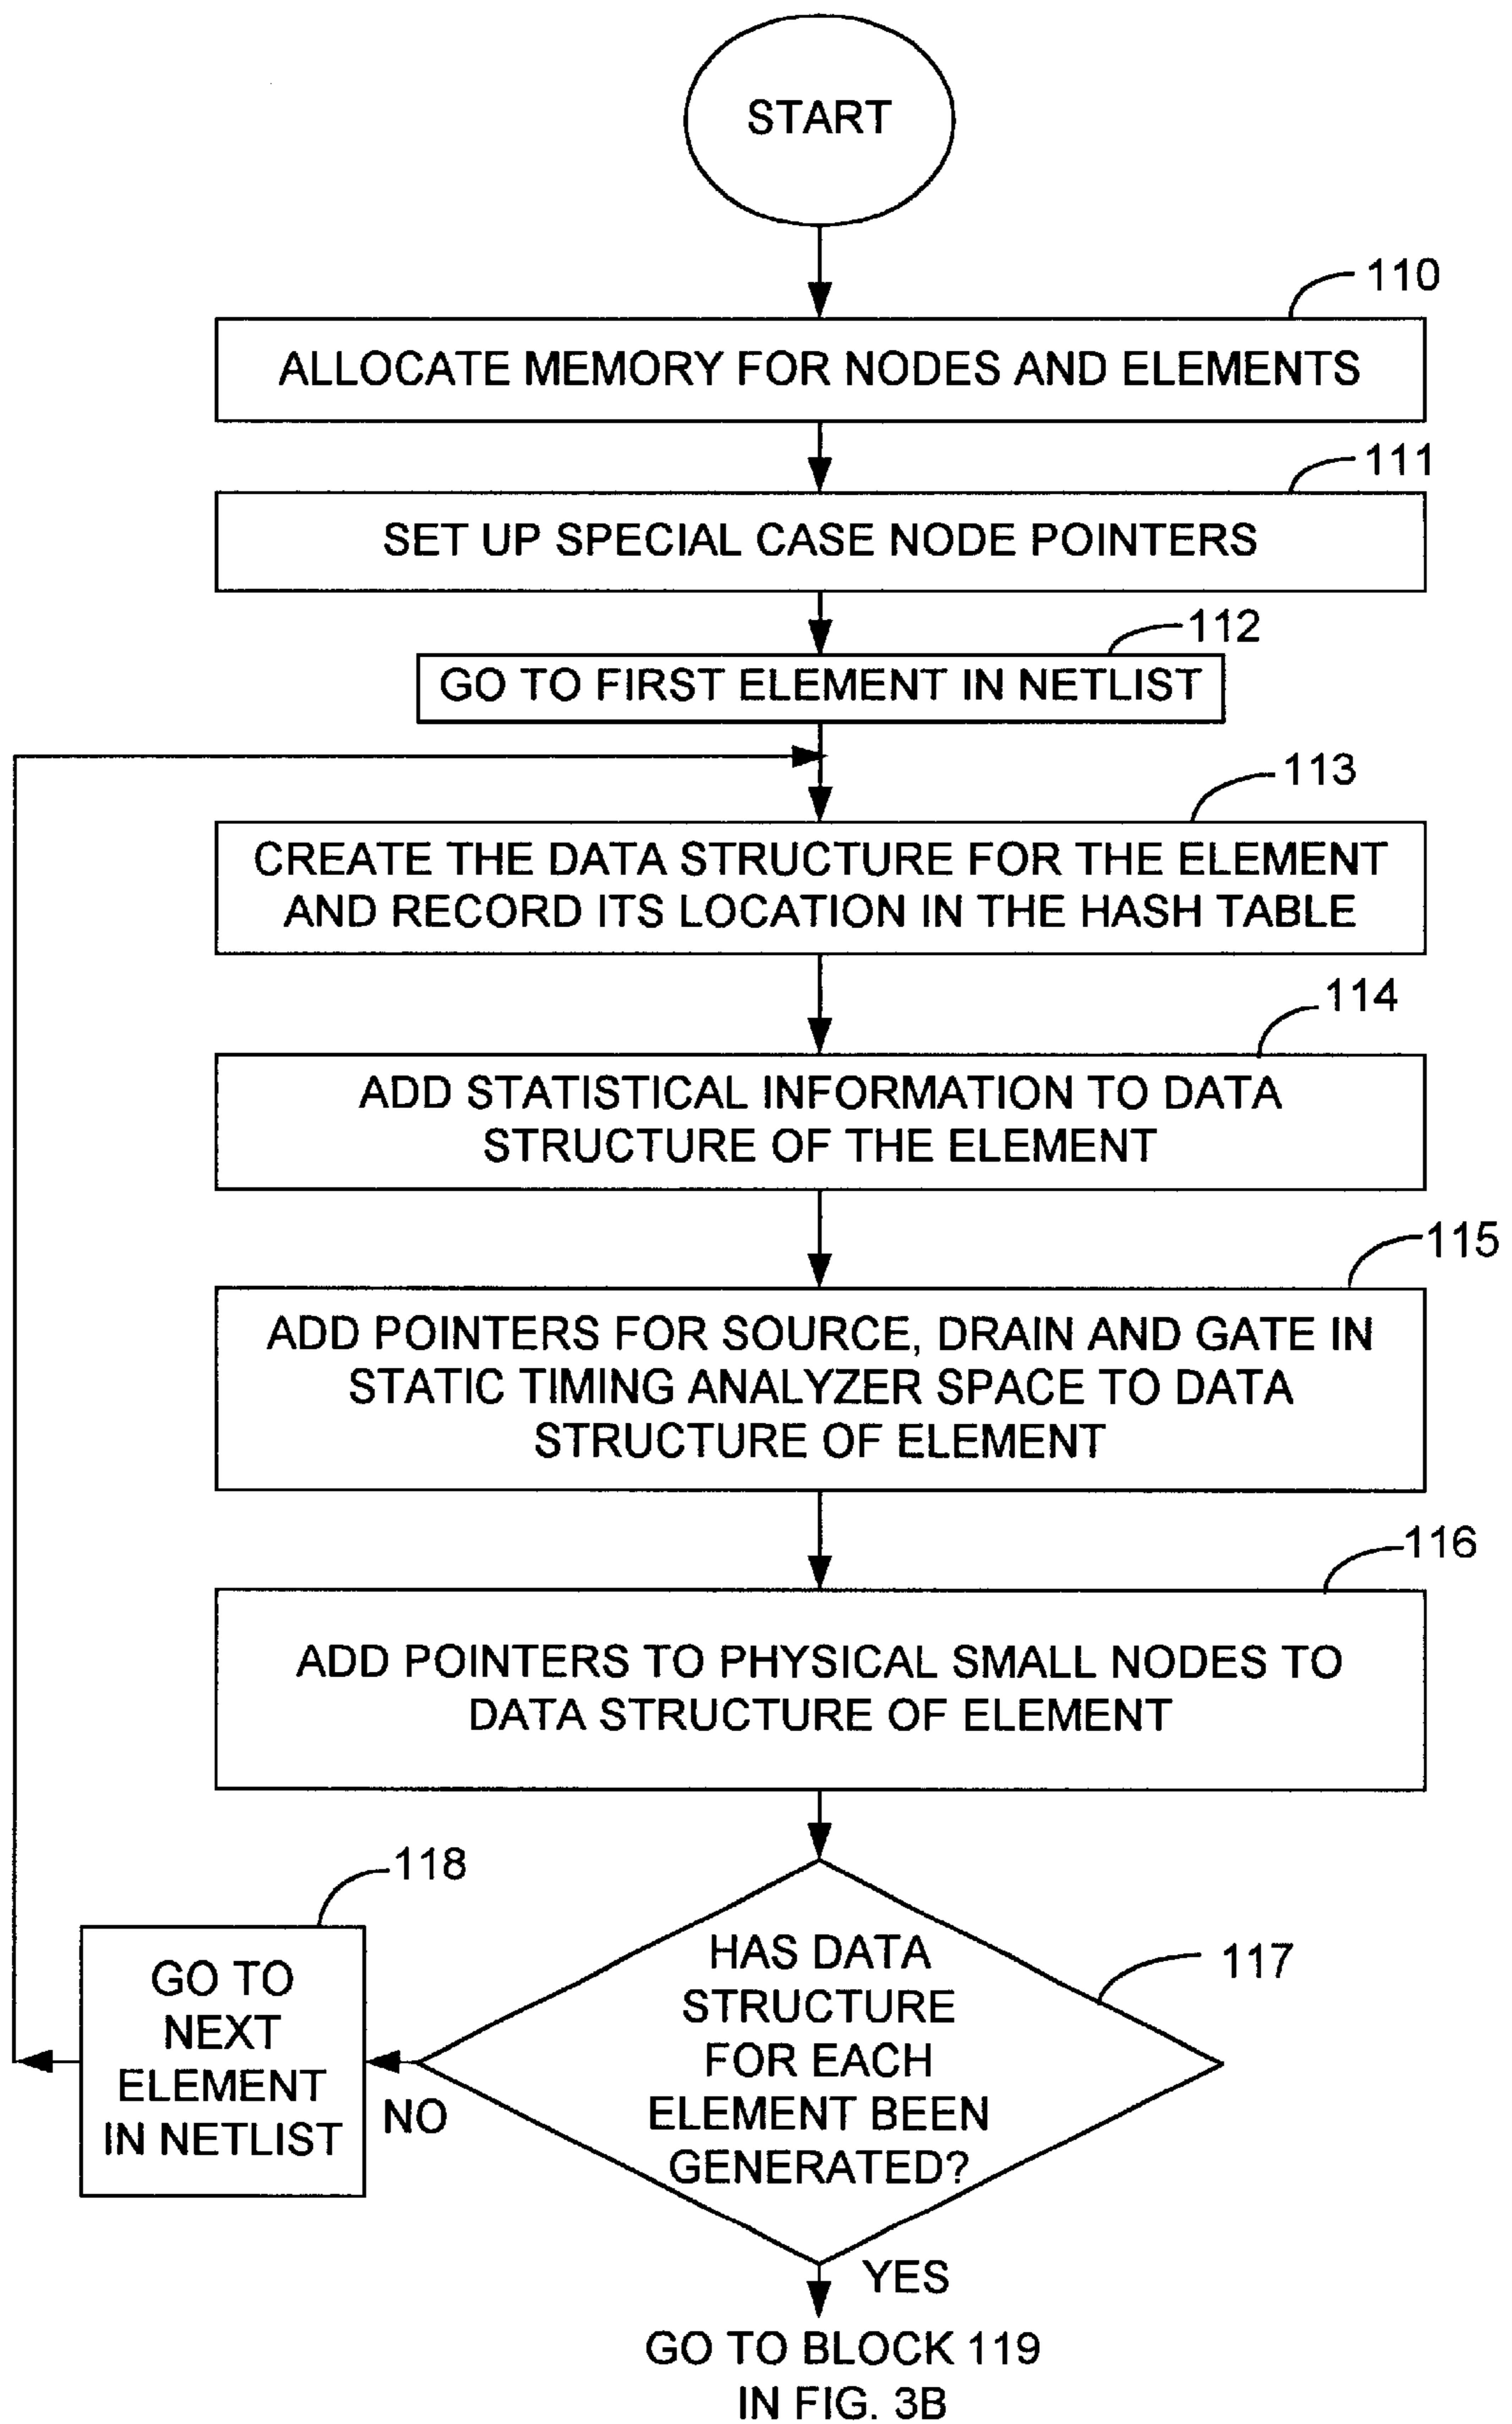 START
110
ALLOCATE MEMORY FOR NODES AND ELEMENTS
111
SET UP SPECIAL CASE NODE POINTERS
112
GO TO FIRST ELEMENT IN NETLIST
113
CREATE THE DATA STRUCTURE FOR THE ELEMENT
AND RECORD ITS LOCATION IN THE HASH TABLE
114
ADD STATISTICAL INFORMATION TO DATA
STRUCTURE OF THE ELEMENT
115
ADD POINTERS FOR SOURCE, DRAIN AND GATE IN
STATIC TIMING ANALYZER SPACE TO DATA
STRUCTURE OF ELEMENT
116
ADD POINTERS TO PHYSICAL SMALL NODES TO
DATA STRUCTURE OF ELEMENT
118
GO TO
NEXT
ELEMENT
IN NETLIST
NO
117
HAS DATA
STRUCTURE
FOR EACH
ELEMENT BEEN
GENERATED?
YES
GO TO BLOCK 119
IN FIG. 3B